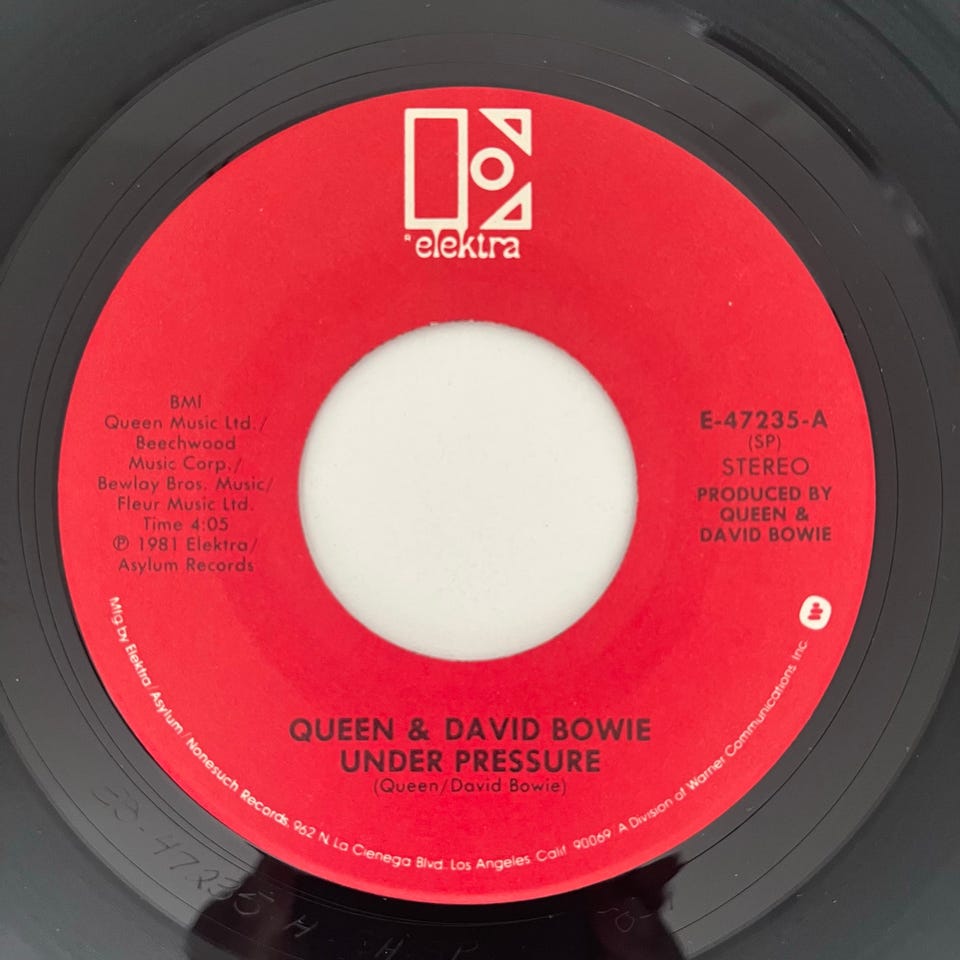 elektra
BMI
Queen Music Ltd./
Beechwood
Music Corp./
Bewlay Bros. Music/
Fleur Music Ltd.
Time 4:05
℗ 1981 Elektra/
Asylum Records
E-47235-A
(SP)
STEREO
PRODUCED BY
QUEEN &
DAVID BOWIE
QUEEN & DAVID BOWIE
UNDER PRESSURE
(Queen/David Bowie)
Mfg by Elektra/Asylum/Nonesuch Records, 962 N. La Cienega Blvd., Los Angeles, Calif. 90069. A Division of Warner Communications, Inc.
47235